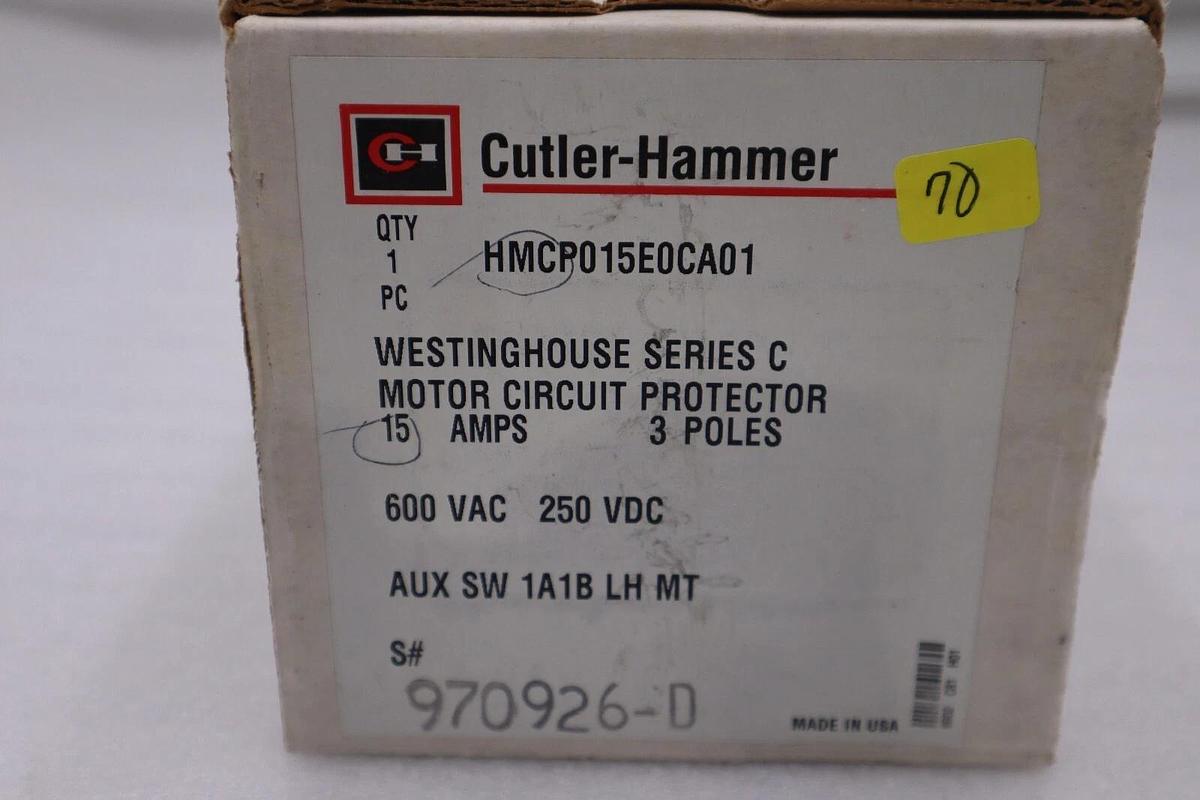 CH Cutler-Hammer
70
QTY
1 HMCP015E0CA01
PC
WESTINGHOUSE SERIES C
MOTOR CIRCUIT PROTECTOR
15 AMPS 3 POLES
600 VAC 250 VDC
AUX SW 1A1B LH MT
S#
970926-D
MADE IN USA